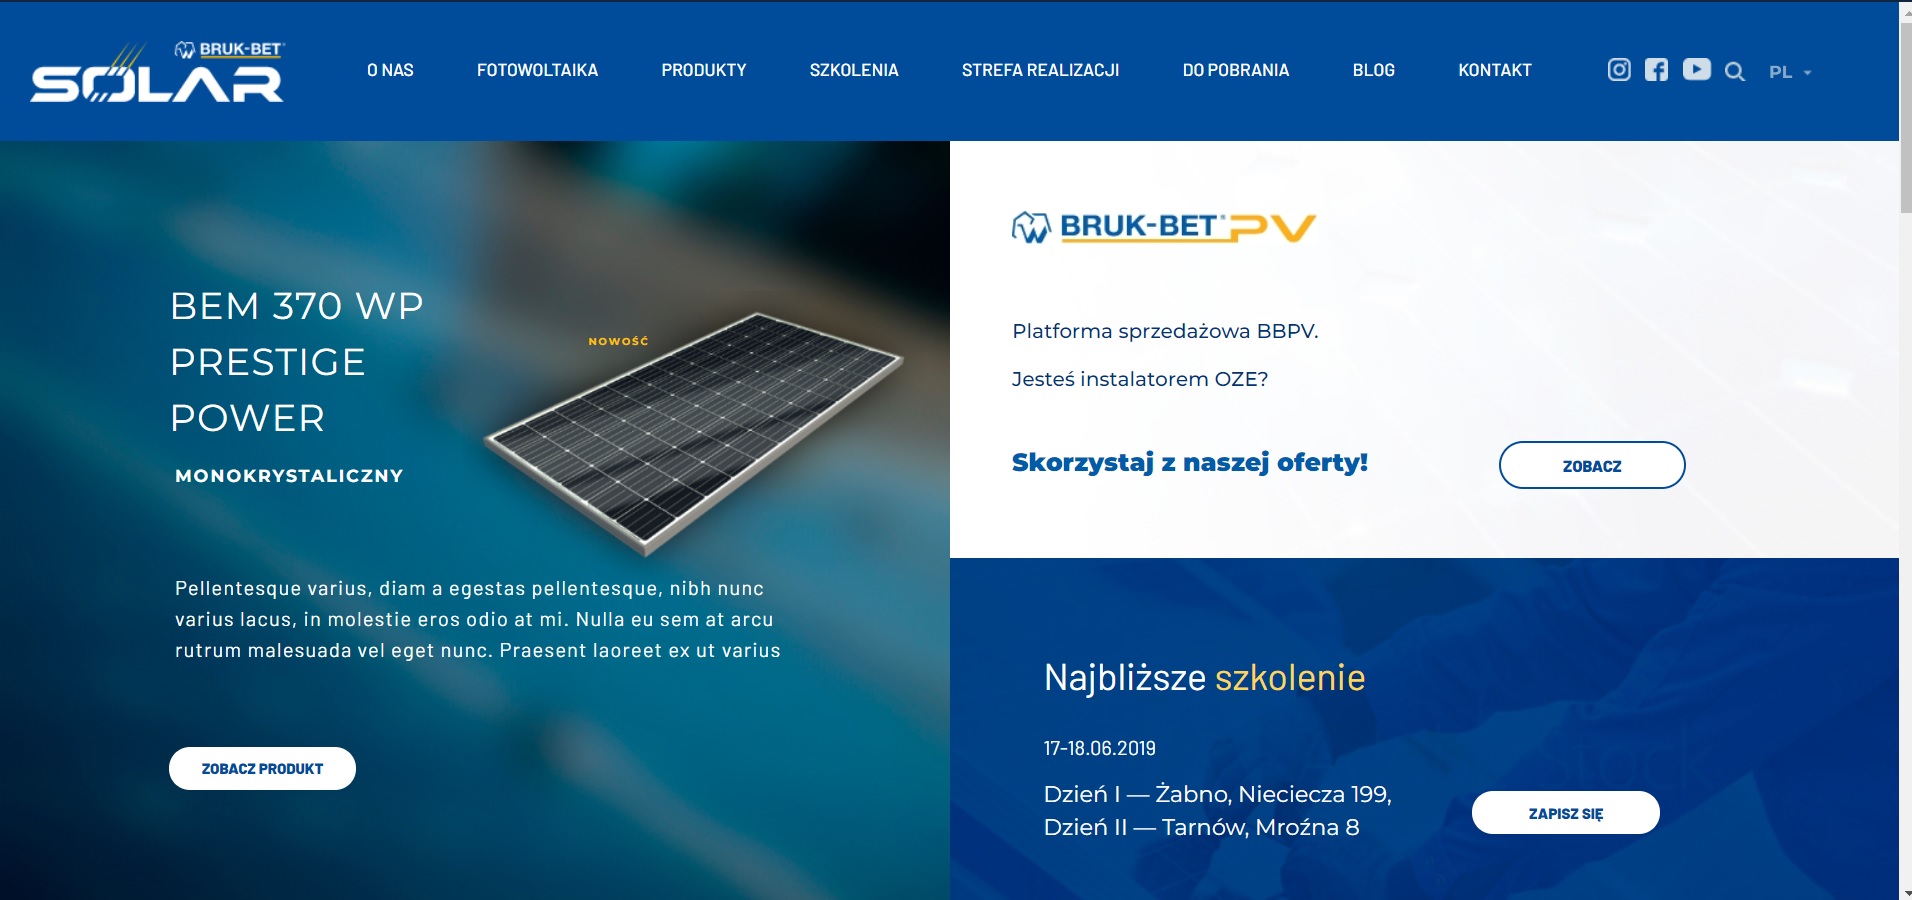 BRUK-BET®
SOLAR
O NAS
FOTOWOLTAIKA
PRODUKTY
SZKOLENIA
STREFA REALIZACJI
DO POBRANIA
BLOG
KONTAKT
PL
BEM 370 WP
PRESTIGE
POWER
MONOKRYSTALICZNY
NOWOŚĆ
Pellentesque varius, diam a egestas pellentesque, nibh nunc
varius lacus, in molestie eros odio at mi. Nulla eu sem at arcu
rutrum malesuada vel eget nunc. Praesent laoreet ex ut varius
ZOBACZ PRODUKT
BRUK-BET® PV
Platforma sprzedażowa BBPV.
Jesteś instalatorem OZE?
Skorzystaj z naszej oferty!
ZOBACZ
Najbliższe szkolenie
17-18.06.2019
Dzień I — Żabno, Nieciecza 199,
Dzień II — Tarnów, Mroźna 8
ZAPISZ SIĘ